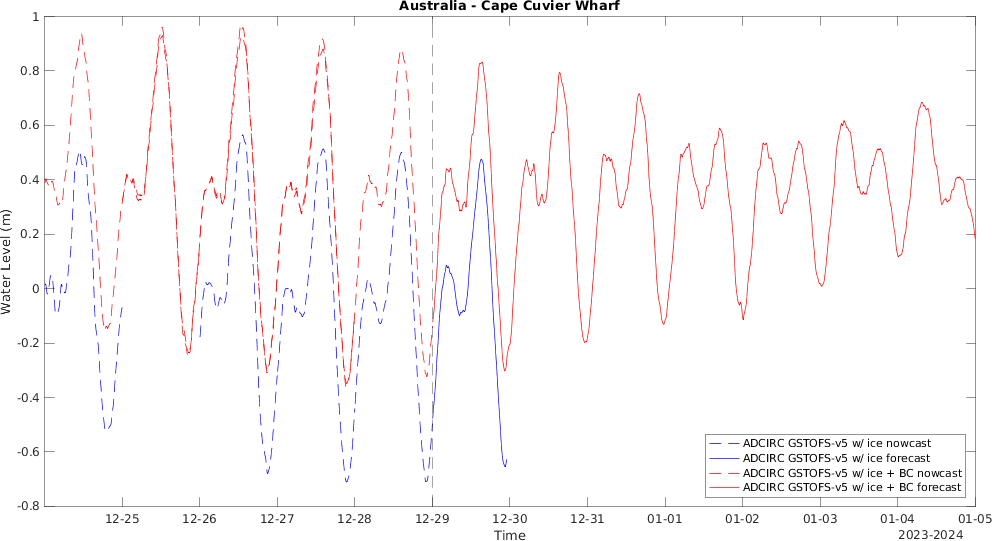 Australia - Cape Cuvier Wharf
1
0.8
0.6
0.4
0.2
0
-0.2
-0.4
-0.6
-0.8
Water Level (m)
12-25 12-26 12-27 12-28 12-29 12-30 12-31 01-01 01-02 01-03 01-04 01-05
Time
2023-2024
ADCIRC GSTOFS-v5 w/ ice nowcast
ADCIRC GSTOFS-v5 w/ ice forecast
ADCIRC GSTOFS-v5 w/ ice + BC nowcast
ADCIRC GSTOFS-v5 w/ ice + BC forecast